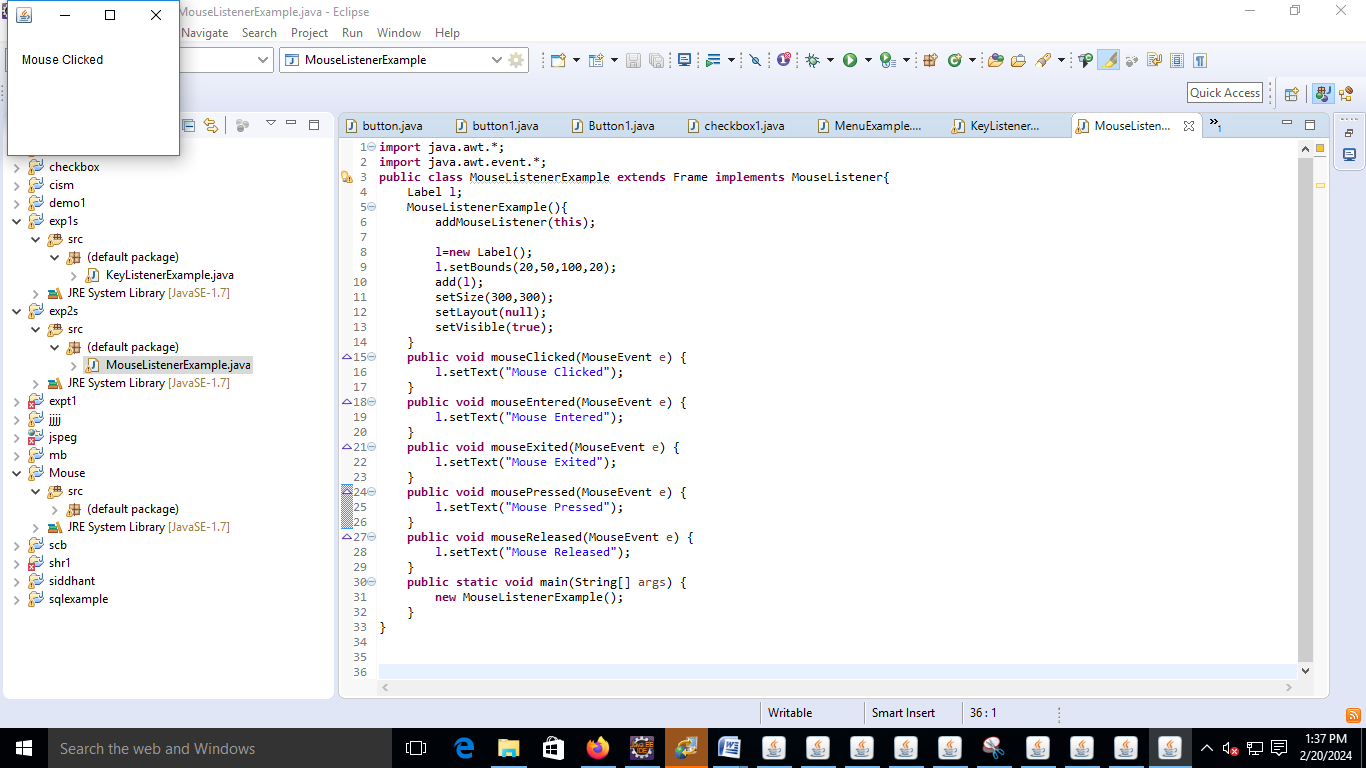 MouseListenerExample.java - Eclipse
Mouse Clicked
Navigate Search Project Run Window Help
MouseListenerExample
Quick Access
button.java button1.java Button1.java checkbox1.java MenuExample.... KeyListener... MouseListen... »1
checkbox
cism
demo1
exp1s
src
(default package)
KeyListenerExample.java
JRE System Library [JavaSE-1.7]
exp2s
src
(default package)
MouseListenerExample.java
JRE System Library [JavaSE-1.7]
expt1
jjjj
jspeg
mb
Mouse
src
(default package)
JRE System Library [JavaSE-1.7]
scb
shr1
siddhant
sqlexample
1 import java.awt.*;
2 import java.awt.event.*;
3 public class MouseListenerExample extends Frame implements MouseListener{
4 Label l;
5 MouseListenerExample(){
6 addMouseListener(this);
7
8 l=new Label();
9 l.setBounds(20,50,100,20);
10 add(l);
11 setSize(300,300);
12 setLayout(null);
13 setVisible(true);
14 }
15 public void mouseClicked(MouseEvent e) {
16 l.setText("Mouse Clicked");
17 }
18 public void mouseEntered(MouseEvent e) {
19 l.setText("Mouse Entered");
20 }
21 public void mouseExited(MouseEvent e) {
22 l.setText("Mouse Exited");
23 }
24 public void mousePressed(MouseEvent e) {
25 l.setText("Mouse Pressed");
26 }
27 public void mouseReleased(MouseEvent e) {
28 l.setText("Mouse Released");
29 }
30 public static void main(String[] args) {
31 new MouseListenerExample();
32 }
33 }
34
35
36
Writable Smart Insert 36 : 1
Search the web and Windows
1:37 PM
2/20/2024